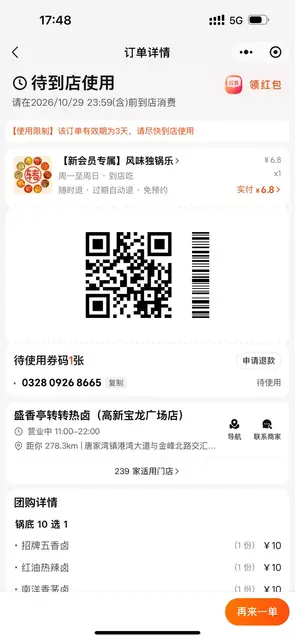 17:48
5G
订单详情
待到店使用
领红包
请在2026/10/29 23:59(含)前到店消费
【使用限制】该订单有效期为3天，请尽快到店使用
【新会员专属】风味独锅乐
¥6.8
周一至周日 · 到店吃
x1
随时退 · 过期自动退 · 免预约
实付 ¥6.8
待使用券码1张
申请退款
0328 0926 8665
复制
待使用
盛香亭转转热卤（高新宝龙广场店）
营业中 11:00–22:00
距你 278.3km | 唐家湾镇港湾大道与金峰北路交汇...
导航
联系商家
239 家适用门店
团购详情
锅底 10 选 1
· 招牌五香卤
(1 份) ¥10
· 红油热辣卤
(1 份) ¥10
· 南洋香茅卤
(1 份) ¥10
再来一单